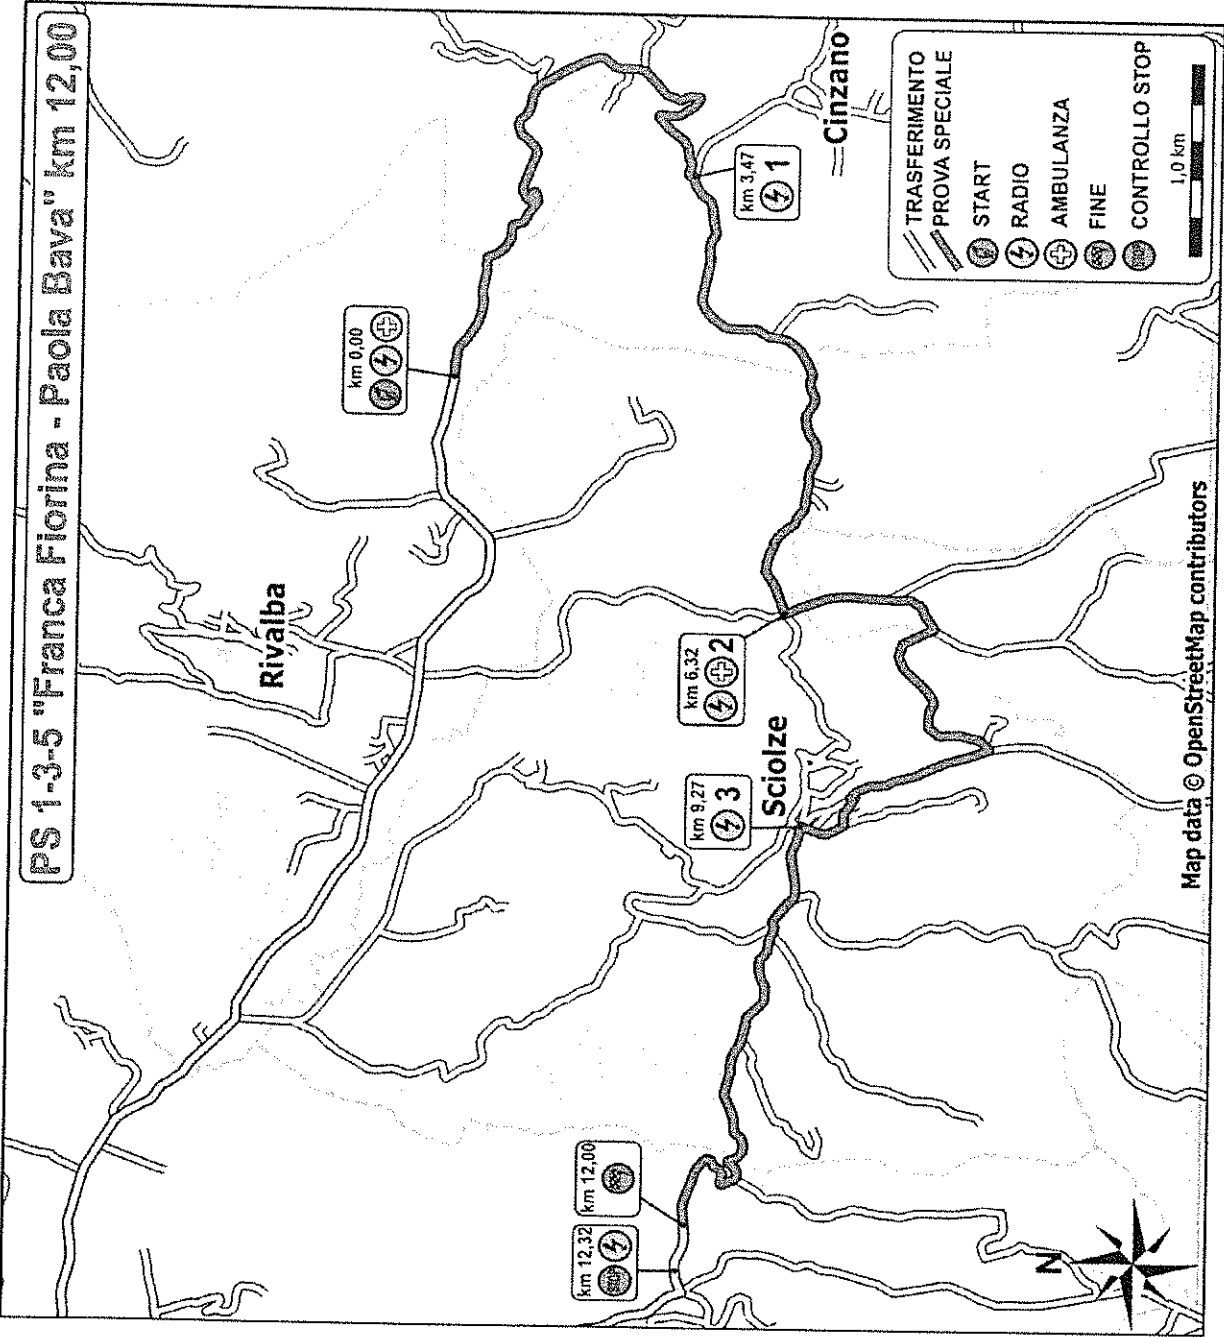 PS 1-3-5 "Franca Fiorina - Paola Bava" km 12,00
km 0,00
Rivalba
Cinzano
km 3,47
1
km 6,32
2
Sciolze
km 9,27
3
km 12,00
km 12,32
N
TRASFERIMENTO
PROVA SPECIALE
START
RADIO
AMBULANZA
FINE
CONTROLLO STOP
1,0 km
Map data © OpenStreetMap contributors